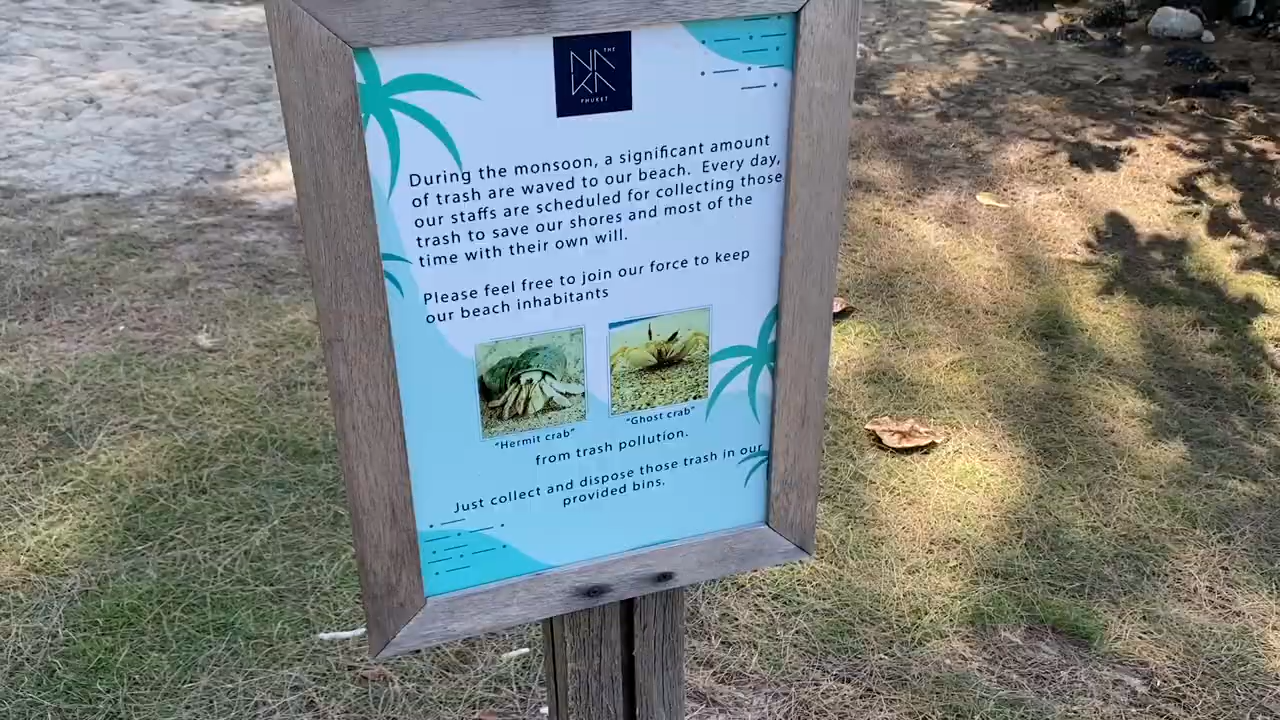 THE
NAKA
PHUKET
During the monsoon, a significant amount
of trash are waved to our beach. Every day,
our staffs are scheduled for collecting those
trash to save our shores and most of the
time with their own will.
Please feel free to join our force to keep
our beach inhabitants
"Hermit crab" "Ghost crab"
from trash pollution.
Just collect and dispose those trash in our
provided bins.